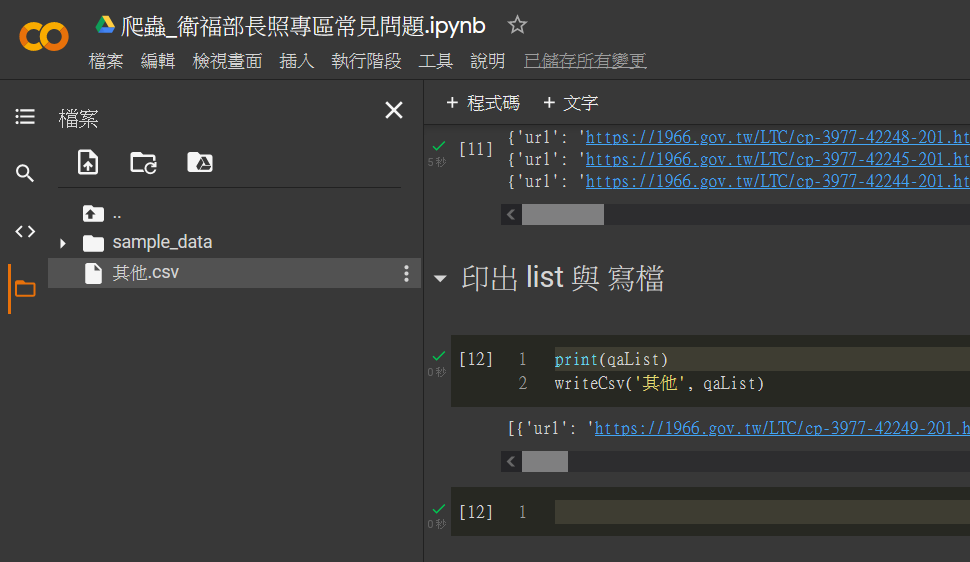 爬蟲_衛福部長照專區常見問題.ipynb
檔案 編輯 檢視畫面 插入 執行階段 工具 說明 已儲存所有變更
檔案
..
sample_data
其他.csv
+ 程式碼 + 文字
[11] {'url': 'https://1966.gov.tw/LTC/cp-3977-42248-201.ht
5 秒 {'url': 'https://1966.gov.tw/LTC/cp-3977-42245-201.ht
{'url': 'https://1966.gov.tw/LTC/cp-3977-42244-201.ht
印出 list 與 寫檔
[12] 1 print(qaList)
0 秒 2 writeCsv('其他', qaList)
[{'url': 'https://1966.gov.tw/LTC/cp-3977-42249-201.h
[12] 1
0 秒